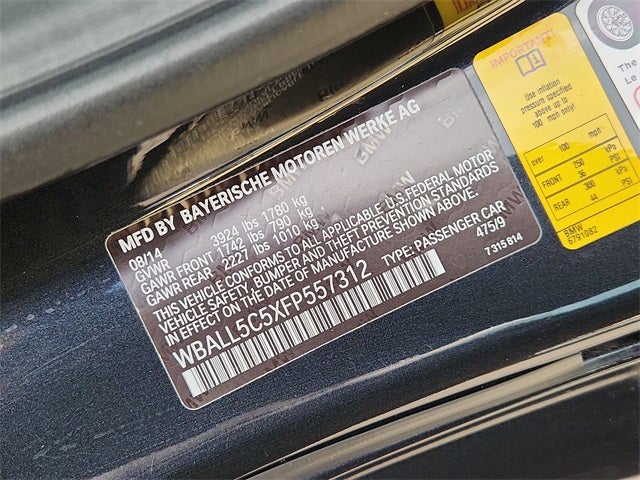 MFD BY BAYERISCHE MOTOREN WERKE AG
08/14
GVWR 3924 lbs 1780 kg
GAWR FRONT 1742 lbs 790 kg
GAWR REAR 2227 lbs 1010 kg
THIS VEHICLE CONFORMS TO ALL APPLICABLE U.S. FEDERAL MOTOR
VEHICLE SAFETY, BUMPER AND THEFT PREVENTION STANDARDS
IN EFFECT ON THE DATE OF MANUFACTURE SHOWN ABOVE.
WBALL5C5XFP557312
TYPE: PASSENGER CAR
475/9
7315814
IMPORTANT!
Use inflation
pressure specified
above up to
100 mph only!
over 100 mph
FRONT 250 kPa
36 PSI
REAR 300 kPa
44 PSI
BMW
6791082
The